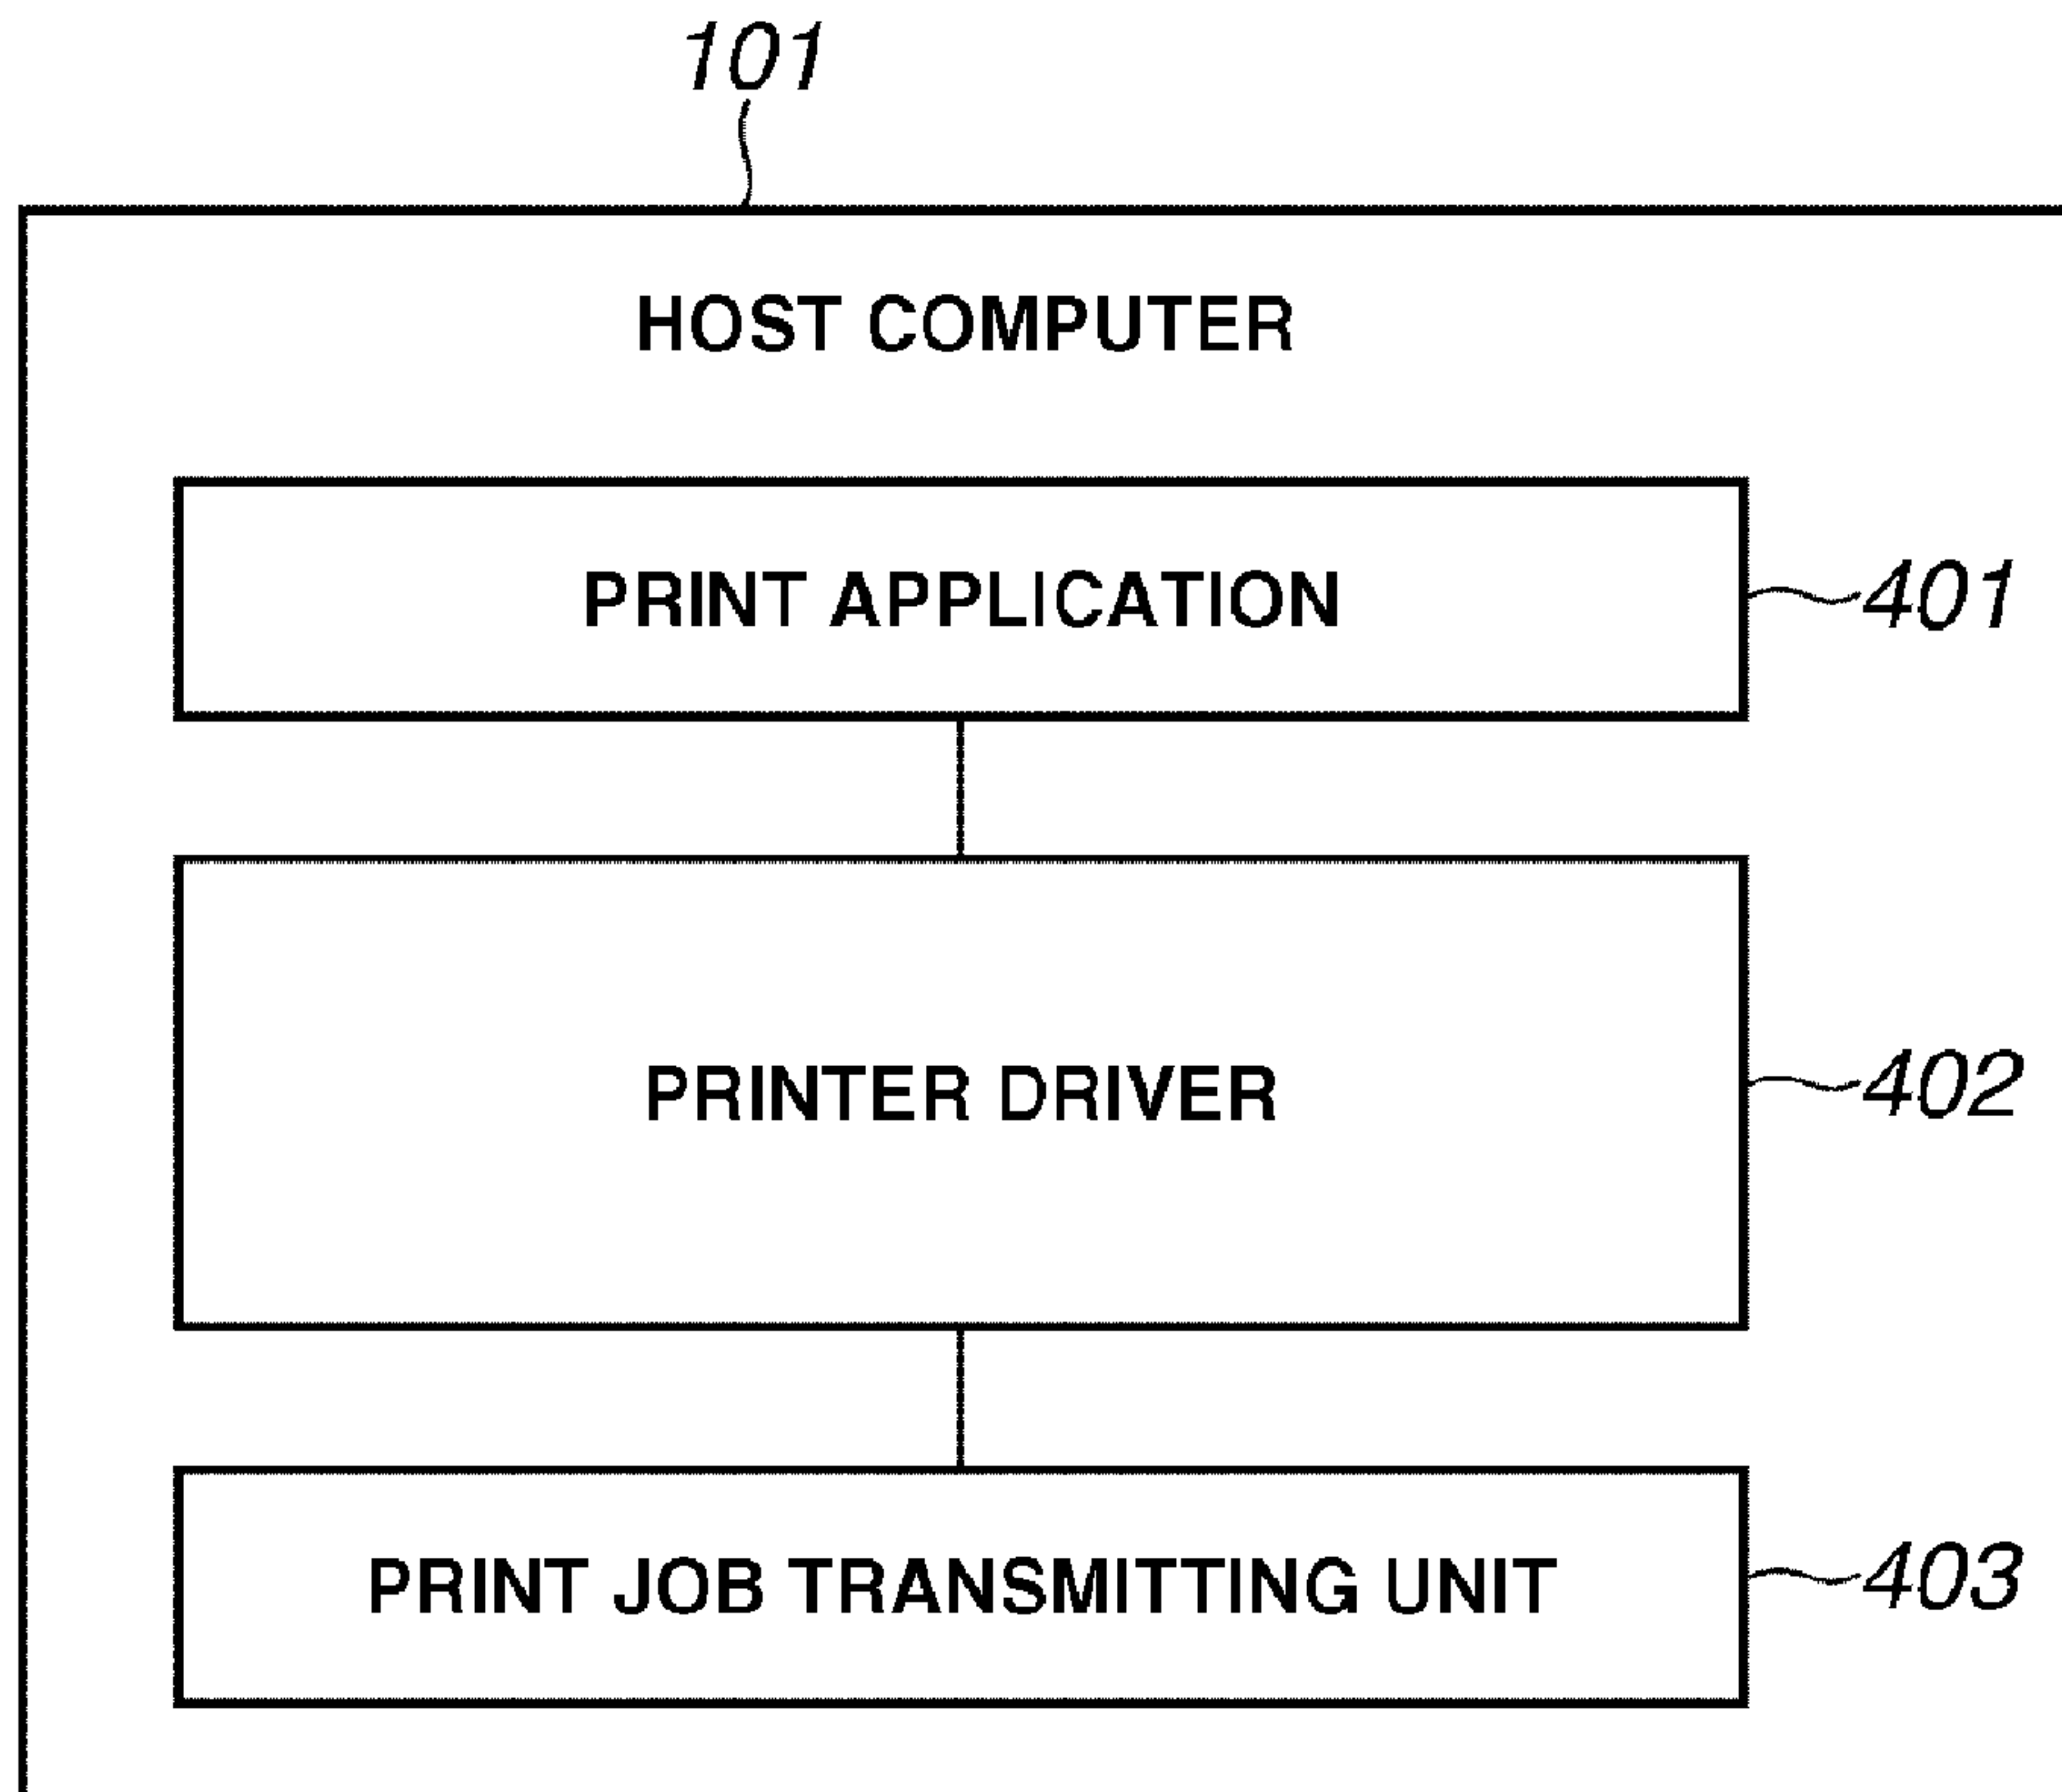 101
HOST COMPUTER
PRINT APPLICATION
401
PRINTER DRIVER
402
PRINT JOB TRANSMITTING UNIT
403